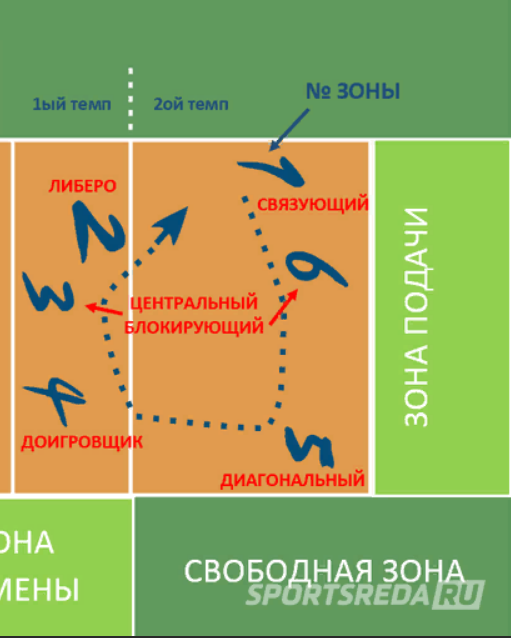 1ый темп
2ой темп
№ ЗОНЫ
1
ЛИБЕРО
СВЯЗУЮЩИЙ
2
6
3
ЦЕНТРАЛЬНЫЙ
БЛОКИРУЮЩИЙ
4
ДОИГРОВЩИК
5
ДИАГОНАЛЬНЫЙ
ЗОНА ПОДАЧИ
ОНА
МЕНЫ
СВОБОДНАЯ ЗОНА
SPORTSREDA RU